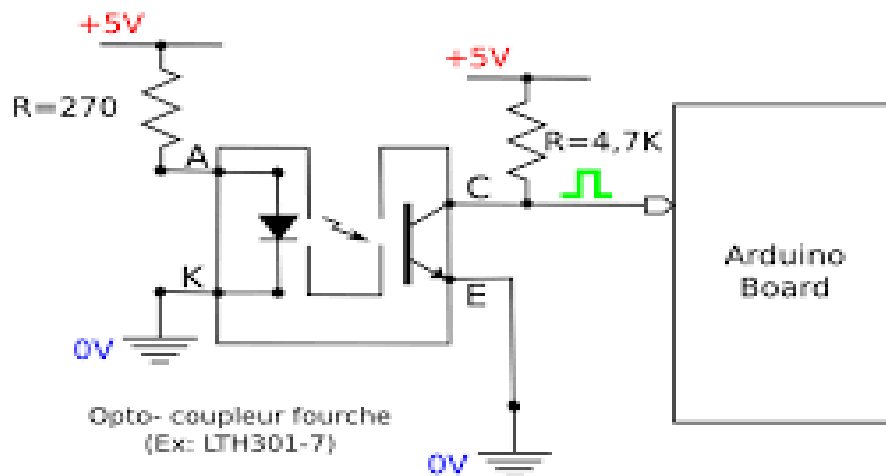 +5V
+5V
R=270
R=4,7K
A
C
K
E
Arduino
Board
0V
Opto- coupleur fourche
(Ex: LTH301-7)
0V